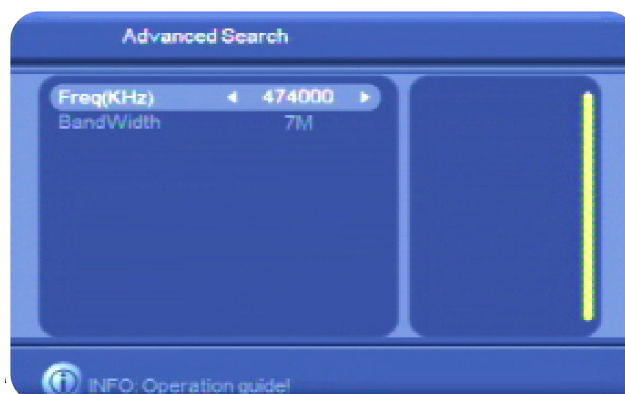 Advanced Search
Freq(KHz) 474000
BandWidth 7M
INFO: Operation guide!